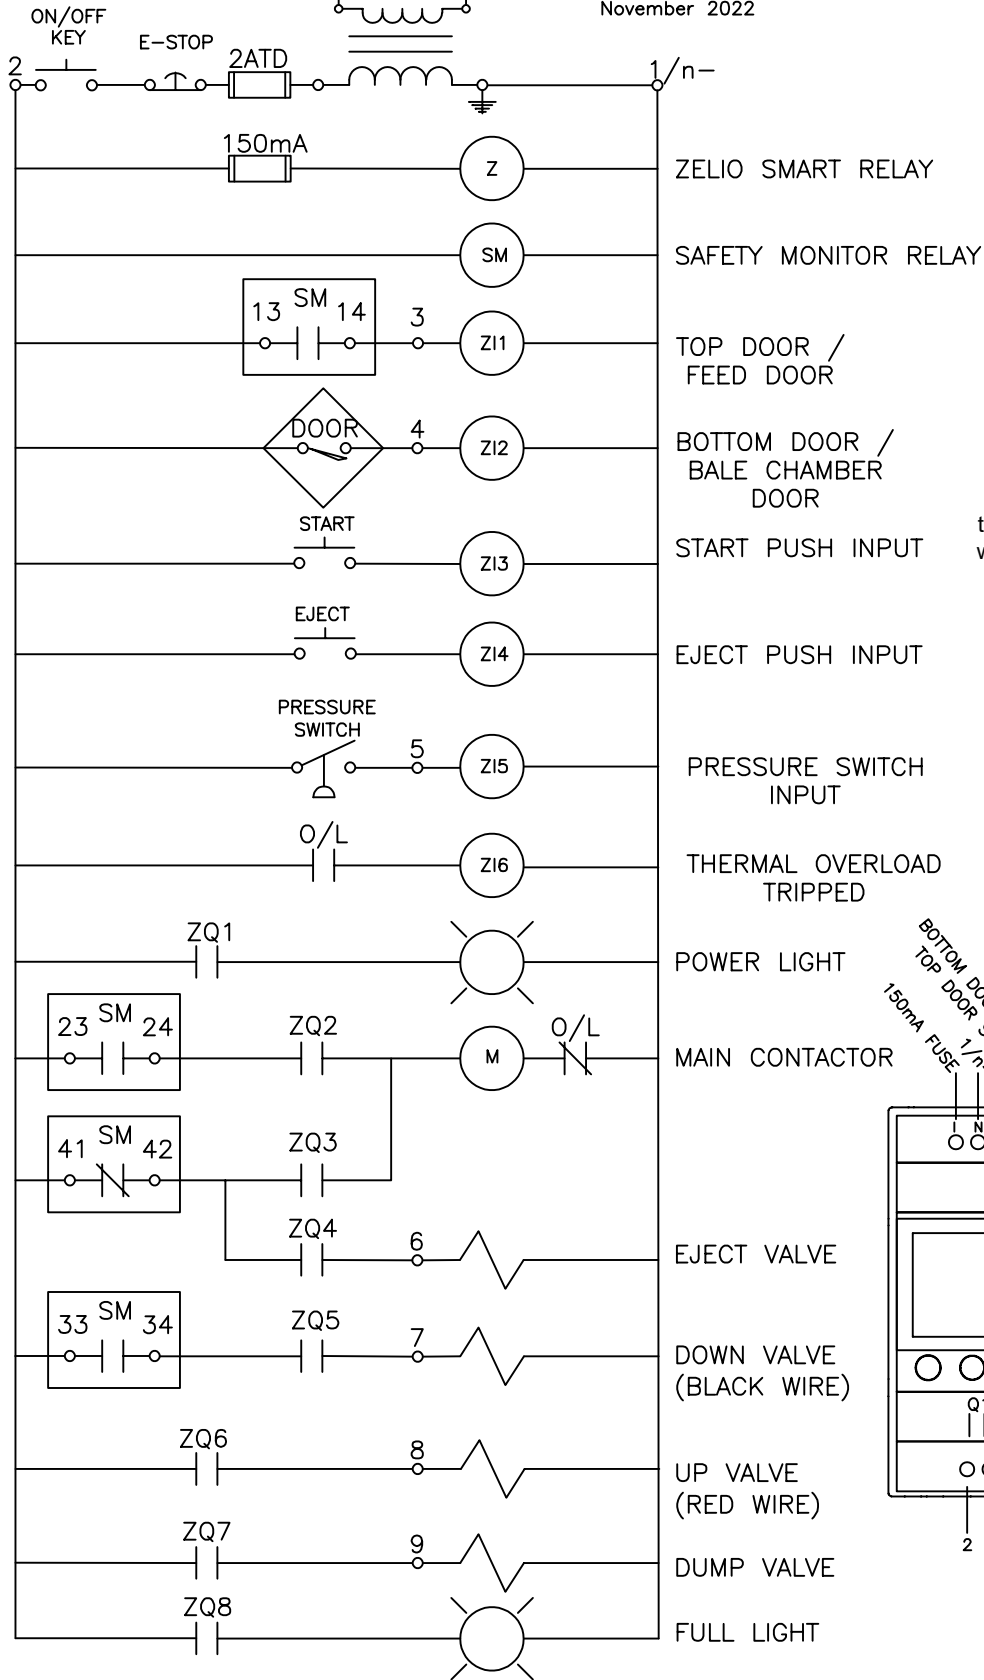 November 2022
ON/OFF
KEY
E-STOP
2ATD
2
1/n-
150mA
Z
ZELIO SMART RELAY
SM
SAFETY MONITOR RELAY
13 SM 14
3
ZI1
TOP DOOR /
FEED DOOR
DOOR
4
ZI2
BOTTOM DOOR /
BALE CHAMBER
DOOR
START
ZI3
START PUSH INPUT
EJECT
ZI4
EJECT PUSH INPUT
PRESSURE
SWITCH
5
ZI5
PRESSURE SWITCH
INPUT
O/L
ZI6
THERMAL OVERLOAD
TRIPPED
ZQ1
POWER LIGHT
23 SM 24
ZQ2
M
O/L
MAIN CONTACTOR
41 SM 42
ZQ3
ZQ4
6
EJECT VALVE
33 SM 34
ZQ5
7
DOWN VALVE
(BLACK WIRE)
ZQ6
8
UP VALVE
(RED WIRE)
ZQ7
9
DUMP VALVE
ZQ8
FULL LIGHT
BOTTOM
TOP DOOR
1/n
150mA FUSE
I N
2